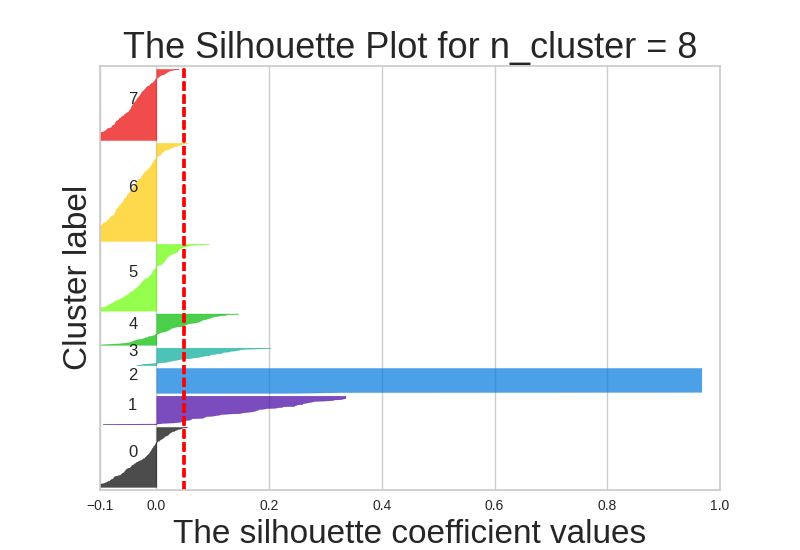 The Silhouette Plot for n_cluster = 8
Cluster label
7
6
5
4
3
2
1
0
−0.1 0.0 0.2 0.4 0.6 0.8 1.0
The silhouette coefficient values